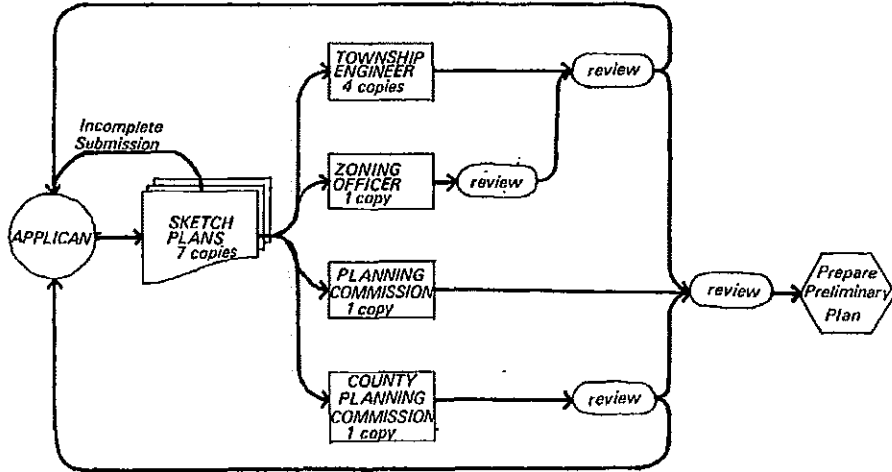 TOWNSHIP
ENGINEER
4 copies
review
Incomplete
Submission
ZONING
OFFICER
1 copy
review
APPLICAN
SKETCH
PLANS
7 copies
PLANNING
COMMISSION
1 copy
review
Prepare
Preliminary
Plan
COUNTY
PLANNING
COMMISSION
1 copy
review